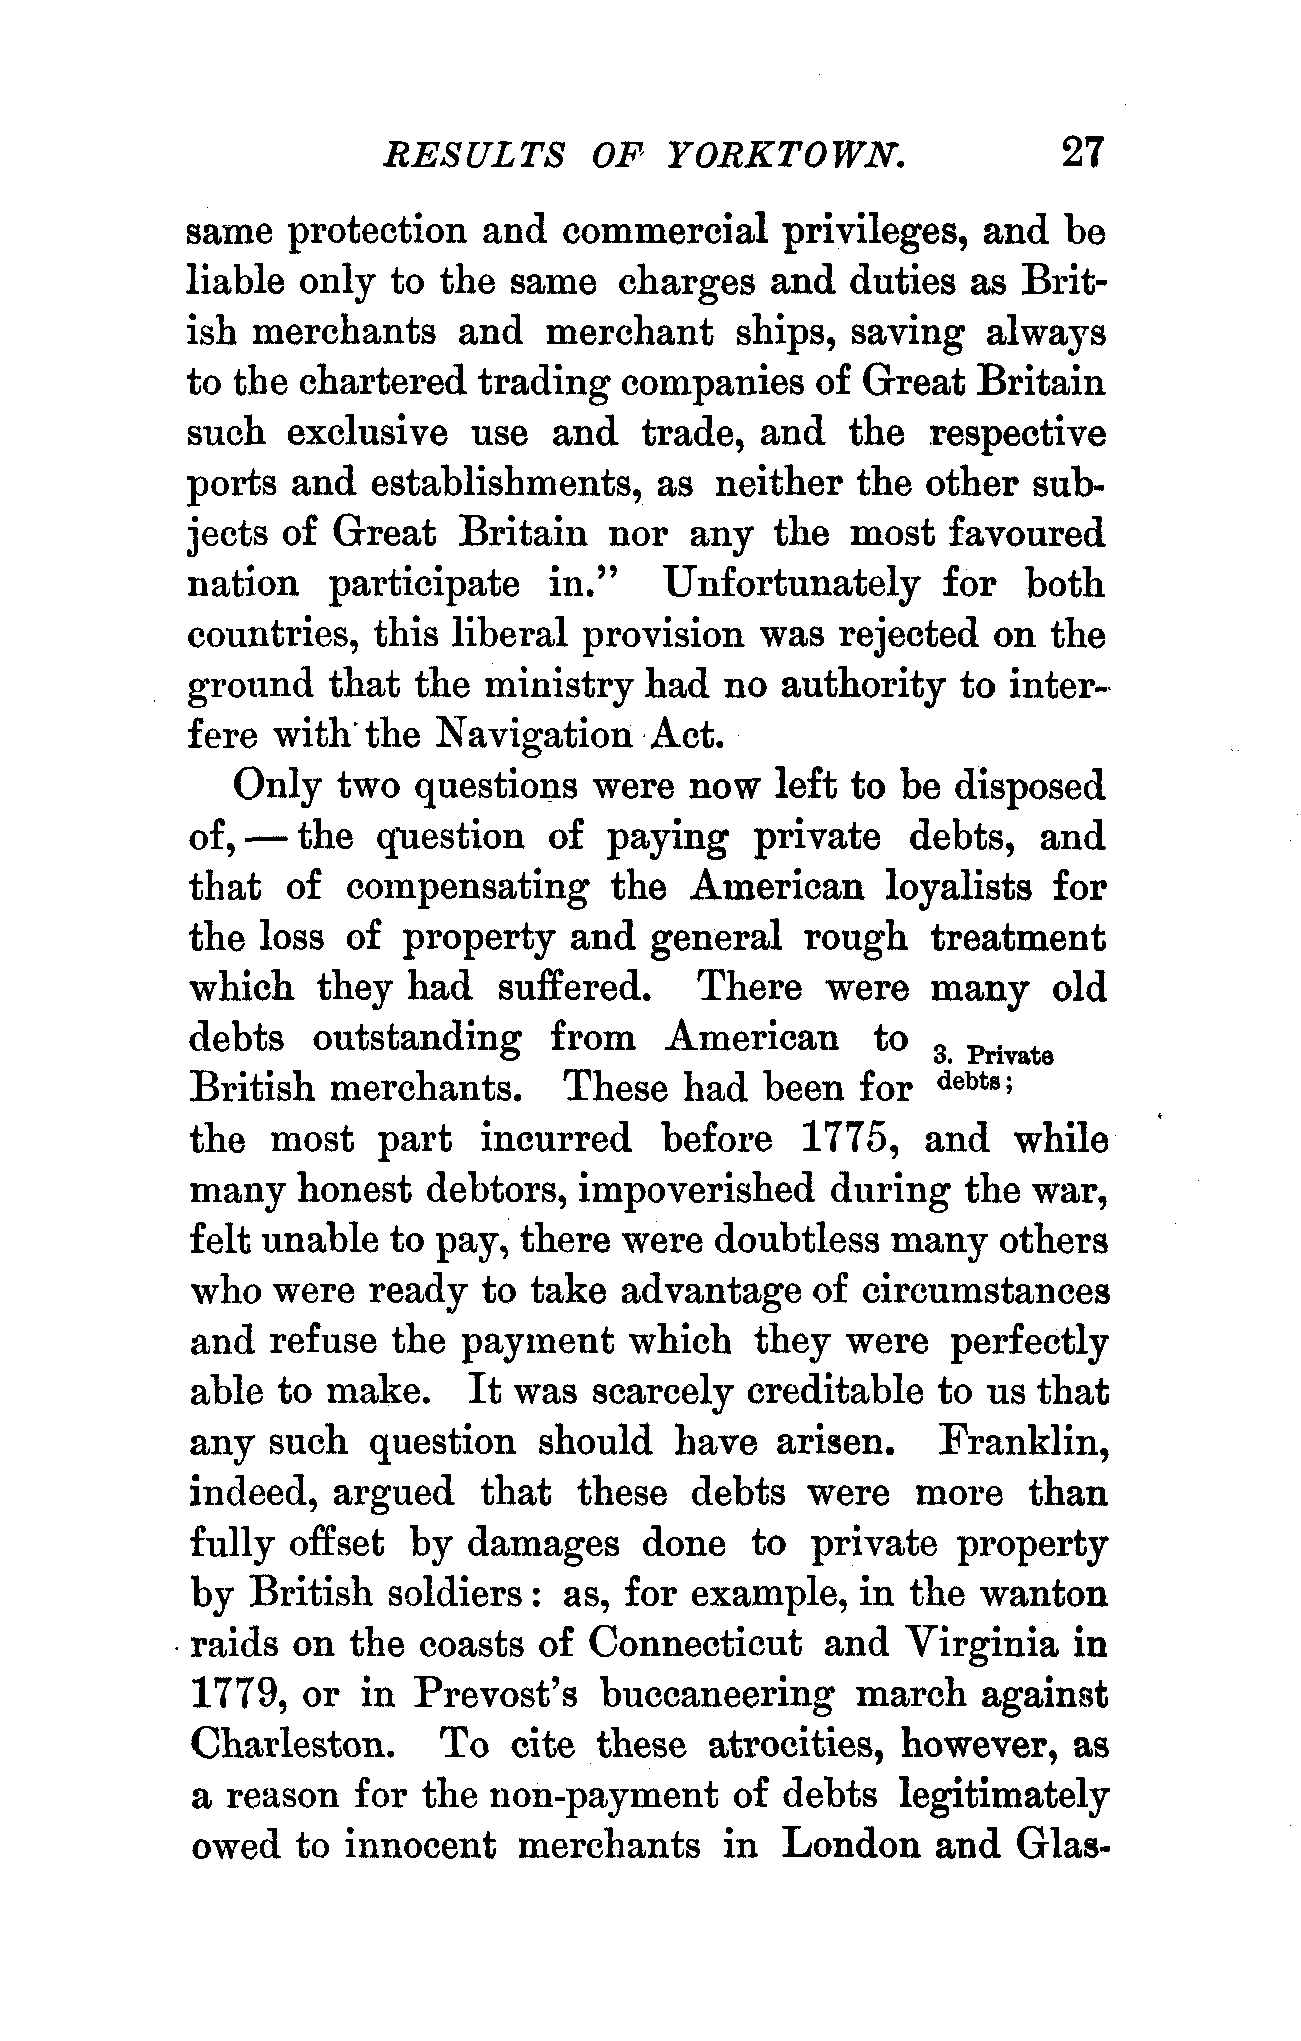 RESULTS OF YORKTOWN. 27
same protection and commercial privileges, and be
liable only to the same charges and duties as Brit-
ish merchants and merchant ships, saving always
to the chartered trading companies of Great Britain
such exclusive use and trade, and the respective
ports and establishments, as neither the other sub-
jects of Great Britain nor any the most favoured
nation participate in.” Unfortunately for both
countries, this liberal provision was rejected on the
ground that the ministry had no authority to inter-
fere with the Navigation Act.
Only two questions were now left to be disposed
of, — the question of paying private debts, and
that of compensating the American loyalists for
the loss of property and general rough treatment
which they had suffered. There were many old
debts outstanding from American to
3. Private
British merchants. These had been for
debts;
the most part incurred before 1775, and while
many honest debtors, impoverished during the war,
felt unable to pay, there were doubtless many others
who were ready to take advantage of circumstances
and refuse the payment which they were perfectly
able to make. It was scarcely creditable to us that
any such question should have arisen. Franklin,
indeed, argued that these debts were more than
fully offset by damages done to private property
by British soldiers: as, for example, in the wanton
raids on the coasts of Connecticut and Virginia in
1779, or in Prevost’s buccaneering march against
Charleston. To cite these atrocities, however, as
a reason for the non-payment of debts legitimately
owed to innocent merchants in London and Glas-